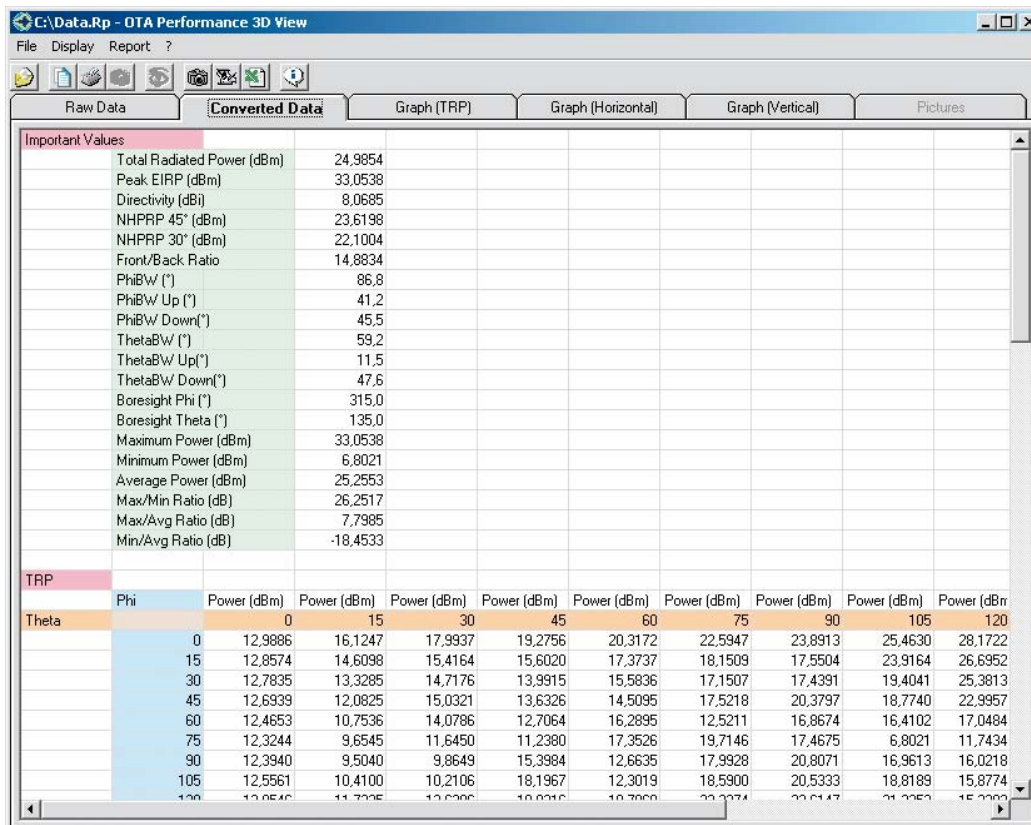 C:\Data.Rp - OTA Performance 3D View
File Display Report ?
Raw Data Converted Data Graph (TRP) Graph (Horizontal) Graph (Vertical) Pictures
Important Values
Total Radiated Power (dBm) 24,9854
Peak EIRP (dBm) 33,0538
Directivity (dBi) 8,0685
NHPRP 45° (dBm) 23,6198
NHPRP 30° (dBm) 22,1004
Front/Back Ratio 14,8834
PhiBW (°) 86,8
PhiBW Up (°) 41,2
PhiBW Down(°) 45,5
ThetaBW (°) 59,2
ThetaBW Up(°) 11,5
ThetaBW Down(°) 47,6
Boresight Phi (°) 315,0
Boresight Theta (°) 135,0
Maximum Power (dBm) 33,0538
Minimum Power (dBm) 6,8021
Average Power (dBm) 25,2553
Max/Min Ratio (dB) 26,2517
Max/Avg Ratio (dB) 7,7985
Min/Avg Ratio (dB) -18,4533
TRP
Phi Power (dBm) Power (dBm) Power (dBm) Power (dBm) Power (dBm) Power (dBm) Power (dBm) Power (dBm) Power (dBm
Theta 0 15 30 45 60 75 90 105 120
0 12,9886 16,1247 17,9937 19,2756 20,3172 22,5947 23,8913 25,4630 28,1722
15 12,8574 14,6098 15,4164 15,6020 17,3737 18,1509 17,5504 23,9164 26,6952
30 12,7835 13,3285 14,7176 13,9915 15,5836 17,1507 17,4391 19,4041 25,3813
45 12,6939 12,0825 15,0321 13,6326 14,5095 17,5218 20,3797 18,7740 22,9957
60 12,4653 10,7536 14,0786 12,7064 16,2895 12,5211 16,8674 16,4102 17,0484
75 12,3244 9,6545 11,6450 11,2380 17,3526 19,7146 17,4675 6,8021 11,7434
90 12,3940 9,5040 9,8649 15,3984 12,6635 17,9928 20,8071 16,9613 16,0218
105 12,5561 10,4100 10,2106 18,1967 12,3019 18,5900 20,5333 18,8189 15,8774